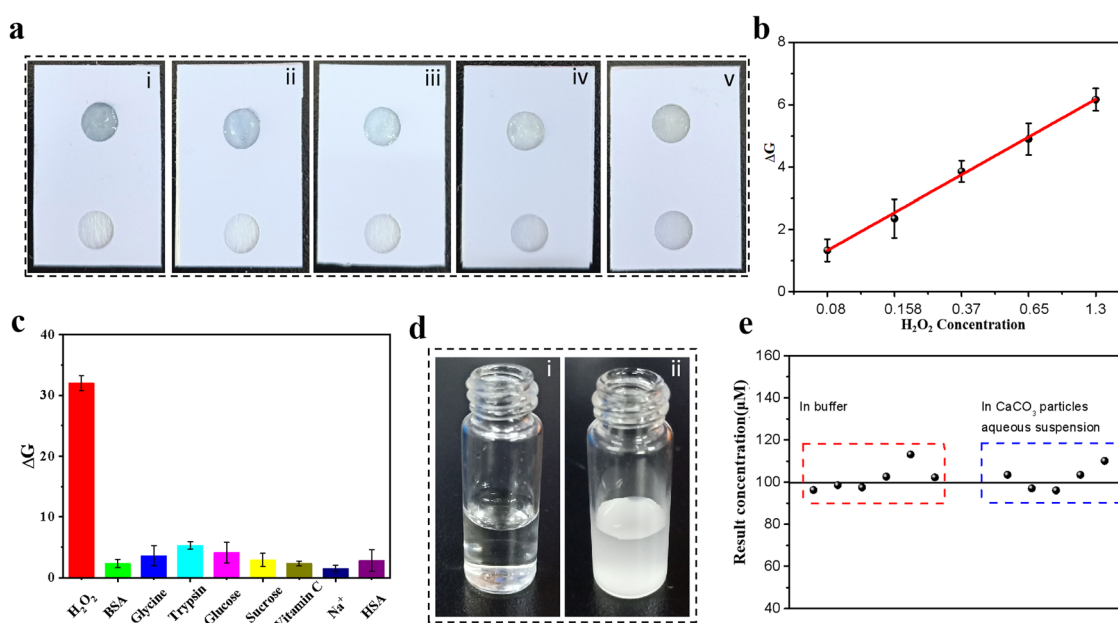 a
i
ii
iii
iv
v
b
8
6
4
2
0
ΔG
0.08
0.158
0.37
0.65
1.3
H₂O₂ Concentration
c
40
30
20
10
0
ΔG
H₂O₂
BSA
Glycine
Trypsin
Glucose
Sucrose
Vitamin C
Na⁺
HSA
d
i
ii
e
160
140
120
100
80
60
40
Result concentration(μM)
In buffer
In CaCO₃ particles
aqueous suspension